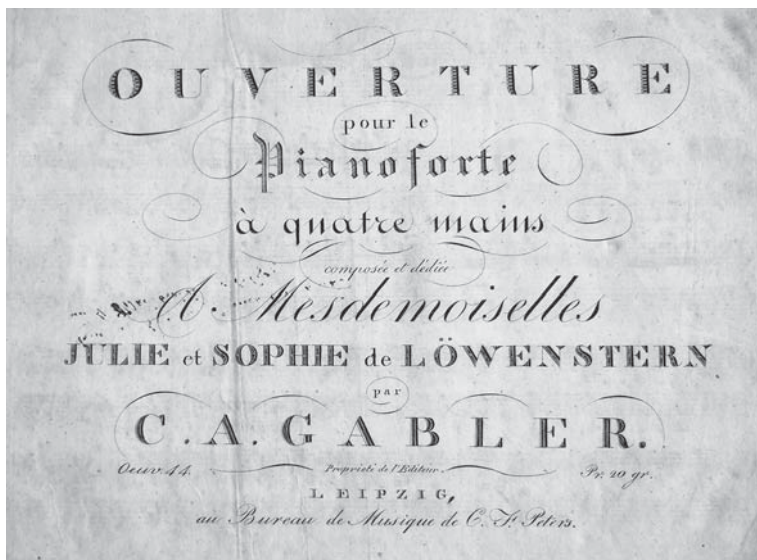 OUVERTURE
pour le
Pianoforte
à quatre mains
composée et dédiée
A Mesdemoiselles
JULIE et SOPHIE de LÖWENSTERN
par
C. A. GABLER.
Oeuv. 44. Propriété de l'Editeur. Pr. 20 gr.
LEIPZIG,
au Bureau de Musique de C. F. Peters.